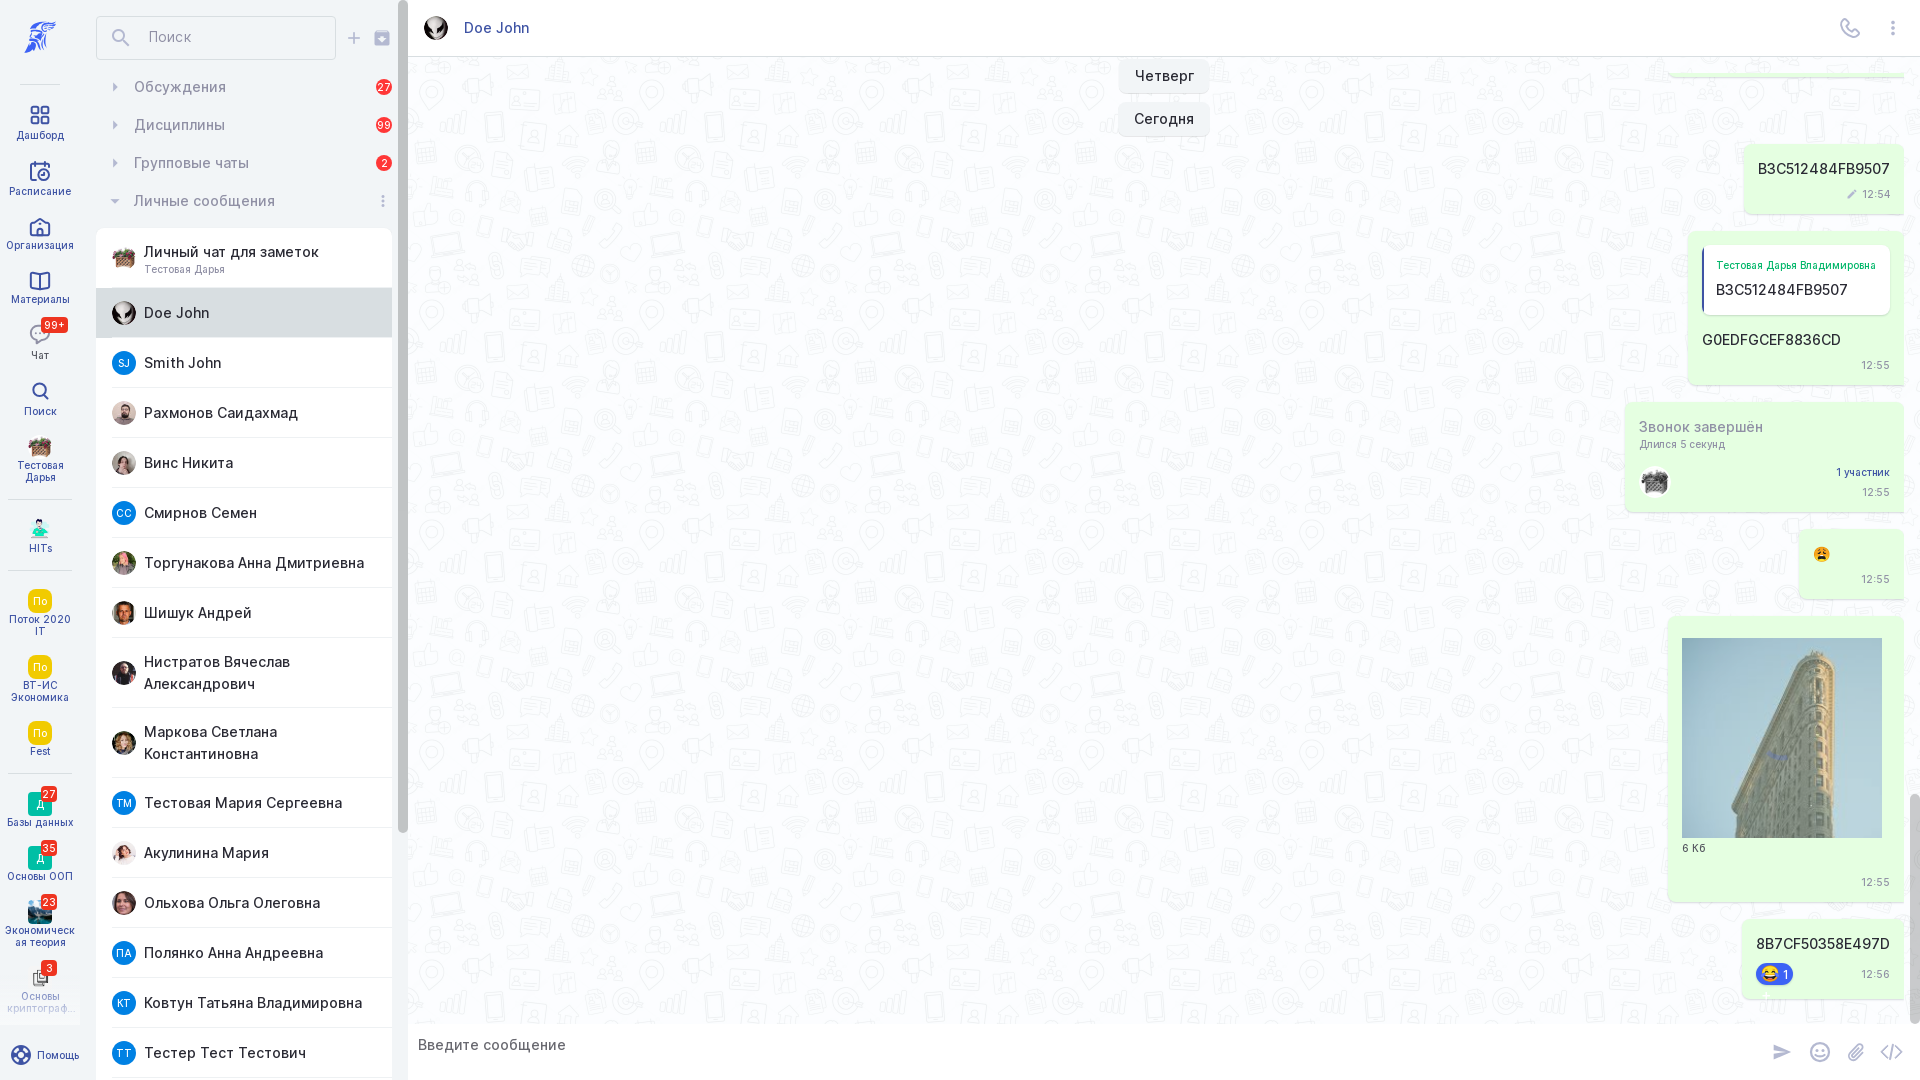 Дашборд
Расписание
Организация
Материалы
99+
Чат
Поиск
Тестовая
Дарья
HITs
По
Поток 2020
IT
По
ВТ-ИС
Экономика
По
Fest
27
Д
Базы данных
35
Д
Основы ООП
23
Экономическ
ая теория
3
Основы
криптограф...
Помощь
Поиск
Обсуждения
27
Дисциплины
99
Групповые чаты
2
Личные сообщения
Личный чат для заметок
Тестовая Дарья
Doe John
SJ
Smith John
Рахмонов Саидахмад
Винс Никита
СС
Смирнов Семен
Торгунакова Анна Дмитриевна
Шишук Андрей
Нистратов Вячеслав
Александрович
Маркова Светлана
Константиновна
ТМ
Тестовая Мария Сергеевна
Акулинина Мария
Ольхова Ольга Олеговна
ПА
Полянко Анна Андреевна
КТ
Ковтун Татьяна Владимировна
ТТ
Тестер Тест Тестович
Doe John
Четверг
Сегодня
B3C512484FB9507
12:54
Тестовая Дарья Владимировна
B3C512484FB9507
G0EDFGCEF8836CD
12:55
Звонок завершён
Длился 5 секунд
1 участник
12:55
12:55
6 Кб
12:55
8B7CF50358E497D
1
12:56
Введите сообщение